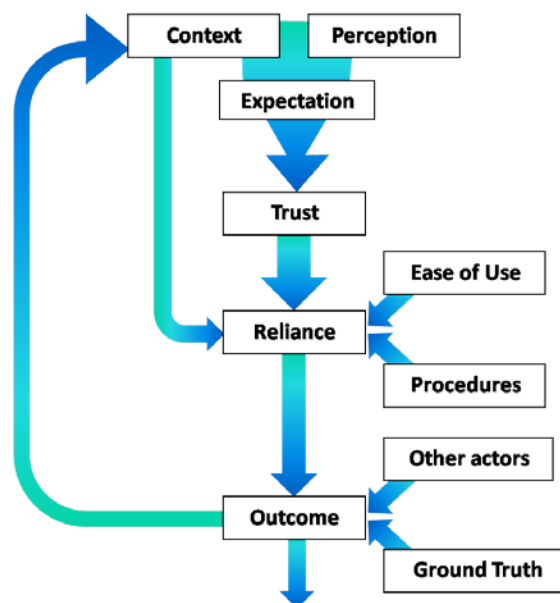 Context
Perception
Expectation
Trust
Ease of Use
Reliance
Procedures
Other actors
Outcome
Ground Truth